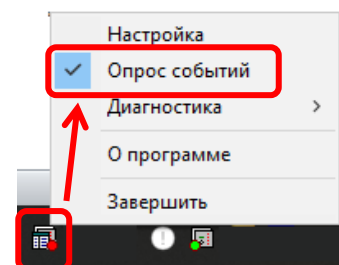 Настройка
Опрос событий
Диагностика
О программе
Завершить